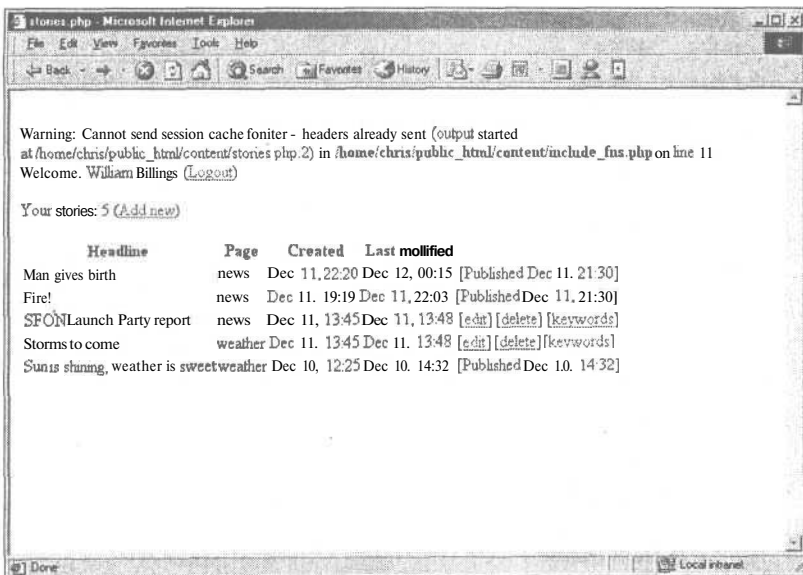 stories.php - Microsoft Internet Explorer
File Edit View Favorites Tools Help
Back Search Favorites History
Warning: Cannot send session cache foniter - headers already sent (output started
at /home/chris/public_html/content/stories php.2) in /home/chris/public_html/content/include_fns.php on line 11
Welcome. William Billings (Logout)
Your stories: 5 (Add new)
Headline Page Created Last mollified
Man gives birth news Dec 11, 22:20 Dec 12, 00:15 [Published Dec 11. 21:30]
Fire! news Dec 11. 19:19 Dec 11, 22:03 [Published Dec 11, 21:30]
SFON Launch Party report news Dec 11, 13:45 Dec 11, 13:48 [edit] [delete] [keywords]
Storms to come weather Dec 11. 13:45 Dec 11. 13:48 [edit] [delete] [keywords]
Sun is shining, weather is sweet weather Dec 10, 12:25 Dec 10. 14:32 [Published Dec 1.0. 14:32]
Done Local intranet